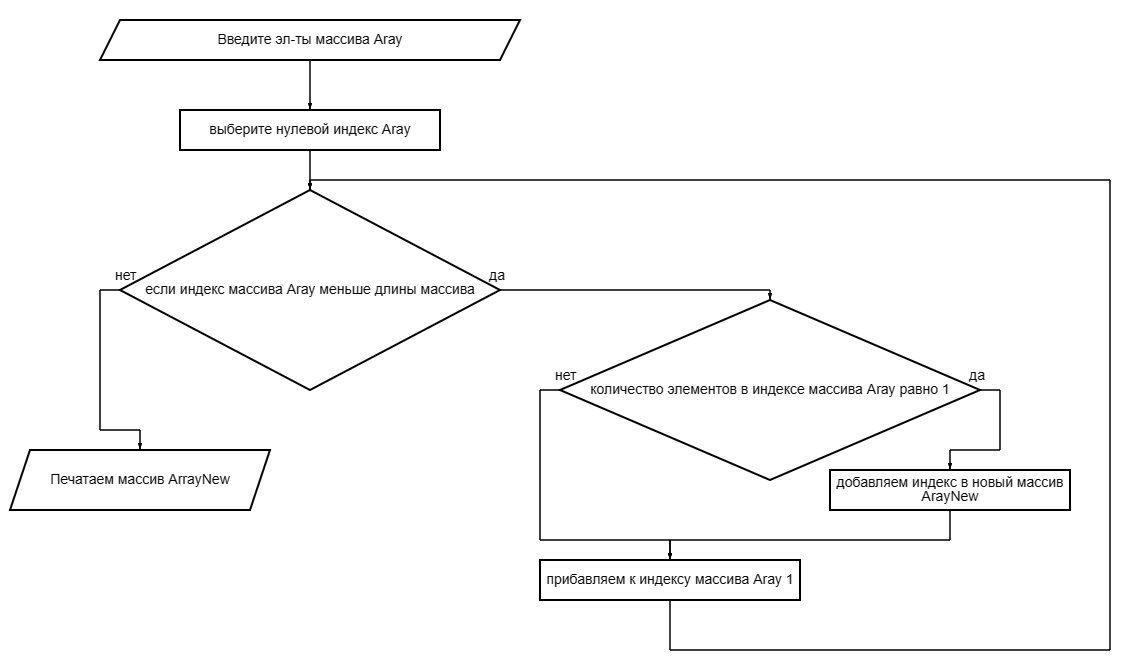 Введите эл-ты массива Aray
выберите нулевой индекс Aray
нет
да
если индекс массива Aray меньше длины массива
нет
да
количество элементов в индексе массива Aray равно 1
Печатаем массив ArrayNew
добавляем индекс в новый массив
ArayNew
прибавляем к индексу массива Aray 1